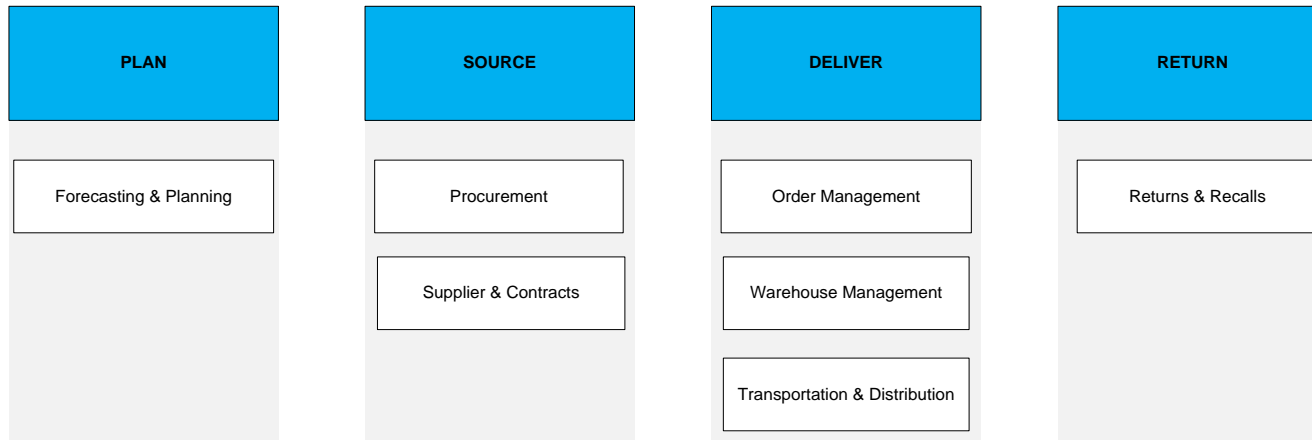 PLAN
SOURCE
DELIVER
RETURN
Forecasting & Planning
Procurement
Order Management
Returns & Recalls
Supplier & Contracts
Warehouse Management
Transportation & Distribution